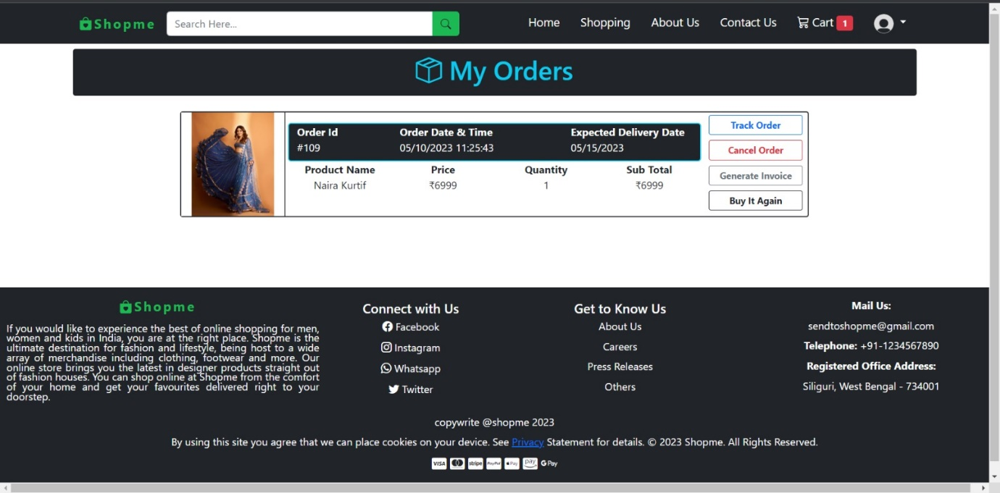 Shopme
Search Here...
Home Shopping About Us Contact Us Cart 1
My Orders
Order Id Order Date & Time Expected Delivery Date
#109 05/10/2023 11:25:43 05/15/2023
Product Name Price Quantity Sub Total
Naira Kurtif ₹6999 1 ₹6999
Track Order
Cancel Order
Generate Invoice
Buy It Again
Shopme
If you would like to experience the best of online shopping for men,
women and kids in India, you are at the right place. Shopme is the
ultimate destination for fashion and lifestyle, being host to a wide
array of merchandise including clothing, footwear and more. Our
online store brings you the latest in designer products straight out
of fashion houses. You can shop online at Shopme from the comfort
of your home and get your favourites delivered right to your
doorstep.
Connect with Us
Facebook
Instagram
Whatsapp
Twitter
Get to Know Us
About Us
Careers
Press Releases
Others
Mail Us:
sendtoshopme@gmail.com
Telephone: +91-1234567890
Registered Office Address:
Siliguri, West Bengal - 734001
copywrite @shopme 2023
By using this site you agree that we can place cookies on your device. See Privacy Statement for details. © 2023 Shopme. All Rights Reserved.
VISA stripe PayPal Pay pay G Pay